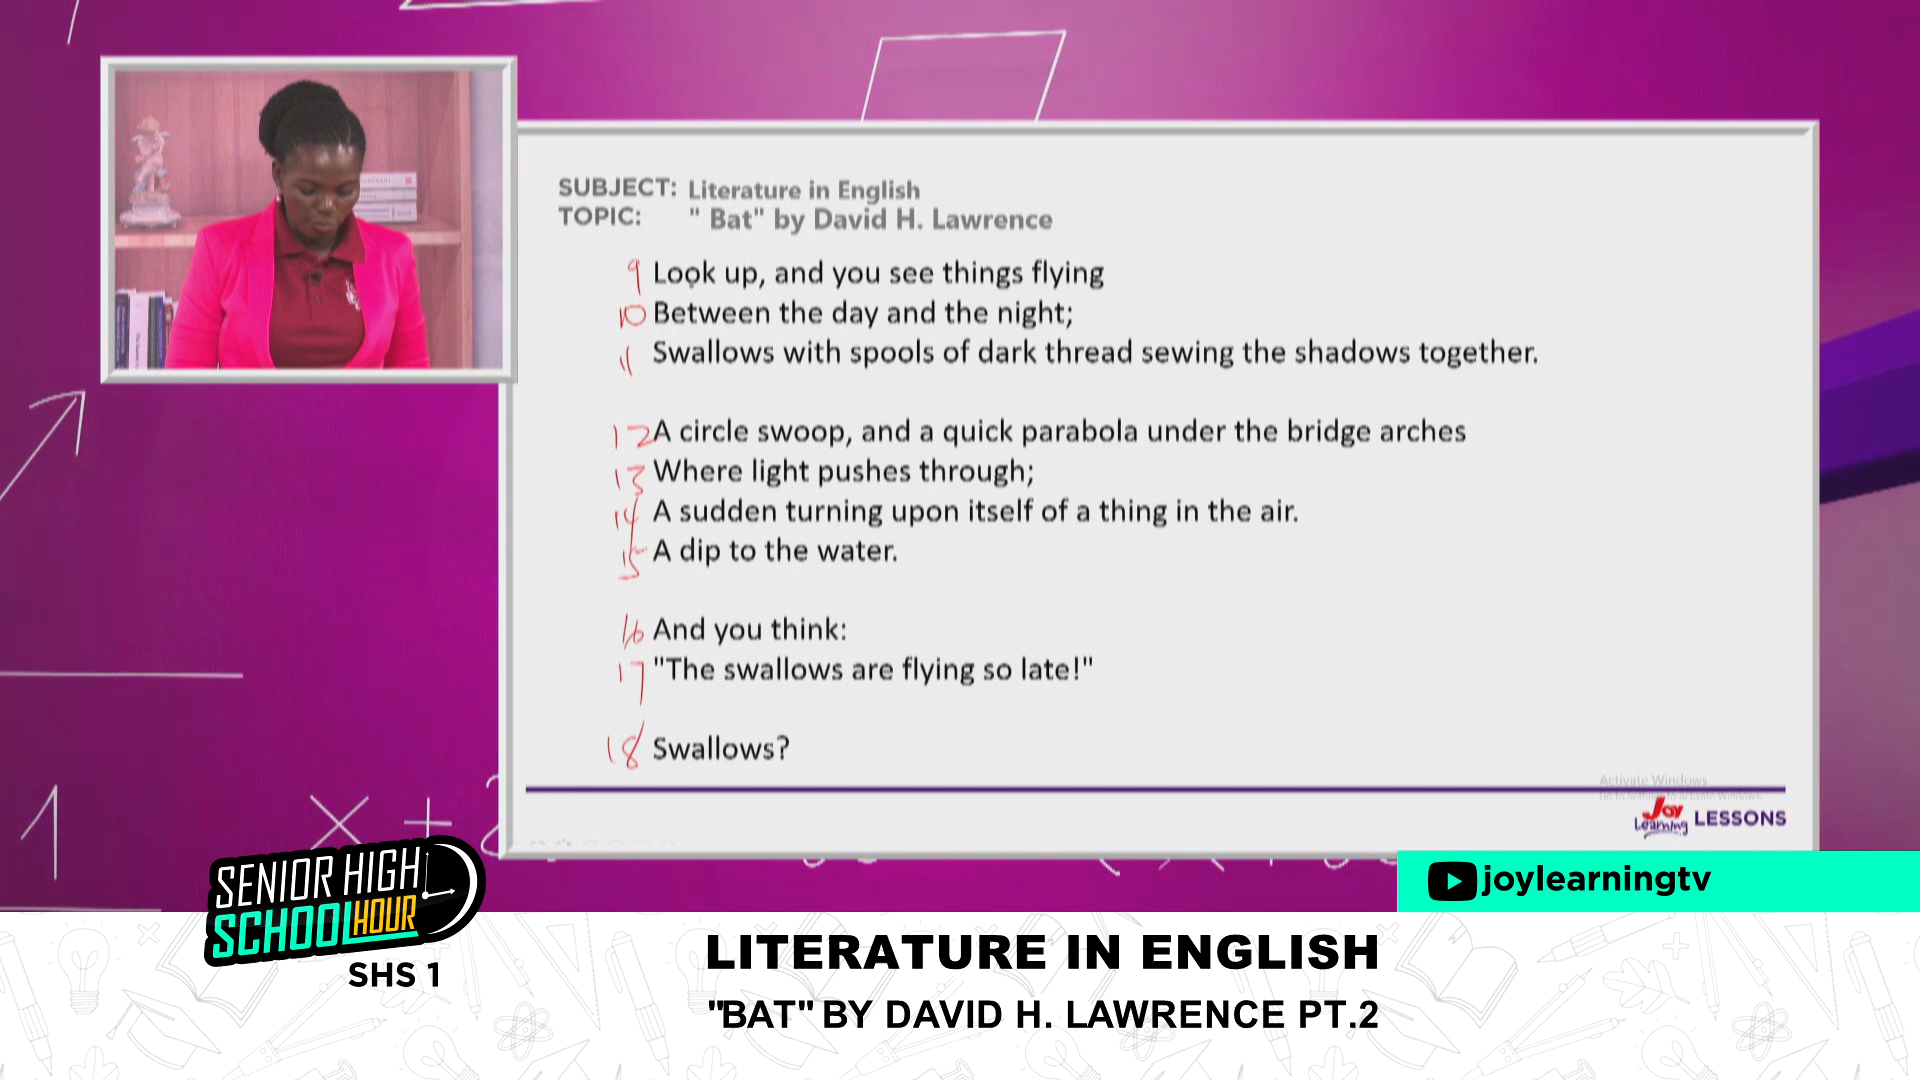 SUBJECT: Literature in English
TOPIC: " Bat" by David H. Lawrence
9 Look up, and you see things flying
10 Between the day and the night;
11 Swallows with spools of dark thread sewing the shadows together.
12 A circle swoop, and a quick parabola under the bridge arches
13 Where light pushes through;
14 A sudden turning upon itself of a thing in the air.
15 A dip to the water.
16 And you think:
17 "The swallows are flying so late!"
18 Swallows?
Activate Windows
Joy Learning LESSONS
joylearningtv
1
x+
SENIOR HIGH
SCHOOL HOUR
SHS 1
LITERATURE IN ENGLISH
"BAT" BY DAVID H. LAWRENCE PT.2